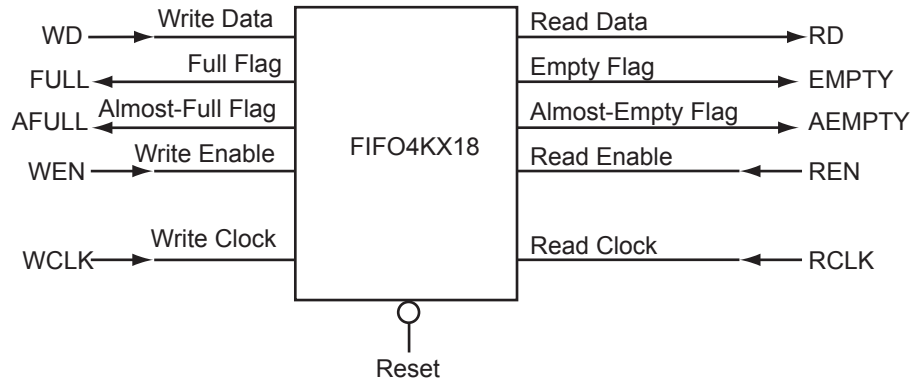 WD Write Data Read Data RD
FULL Full Flag Empty Flag EMPTY
AFULL Almost-Full Flag Almost-Empty Flag AEMPTY
FIFO4KX18
WEN Write Enable Read Enable REN
WCLK Write Clock Read Clock RCLK
Reset